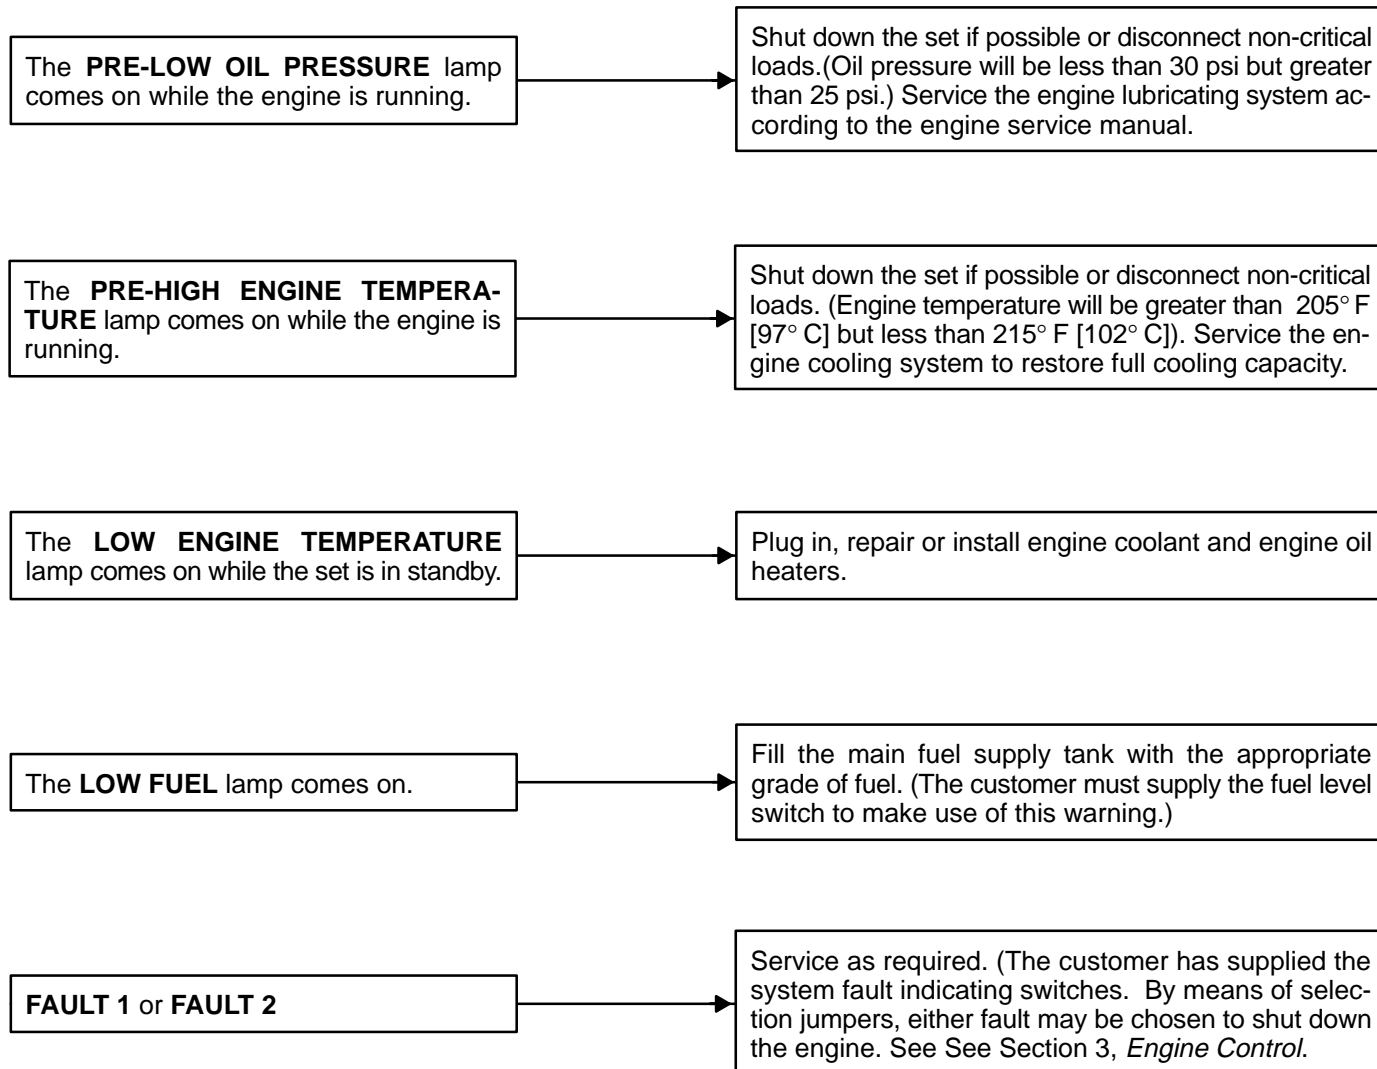 The PRE-LOW OIL PRESSURE lamp
comes on while the engine is running.
Shut down the set if possible or disconnect non-critical
loads.(Oil pressure will be less than 30 psi but greater
than 25 psi.) Service the engine lubricating system ac-
cording to the engine service manual.
The PRE-HIGH ENGINE TEMPERA-
TURE lamp comes on while the engine is
running.
Shut down the set if possible or disconnect non-critical
loads. (Engine temperature will be greater than 205° F
[97° C] but less than 215° F [102° C]). Service the en-
gine cooling system to restore full cooling capacity.
The LOW ENGINE TEMPERATURE
lamp comes on while the set is in standby.
Plug in, repair or install engine coolant and engine oil
heaters.
The LOW FUEL lamp comes on.
Fill the main fuel supply tank with the appropriate
grade of fuel. (The customer must supply the fuel level
switch to make use of this warning.)
FAULT 1 or FAULT 2
Service as required. (The customer has supplied the
system fault indicating switches. By means of selec-
tion jumpers, either fault may be chosen to shut down
the engine. See See Section 3, Engine Control.